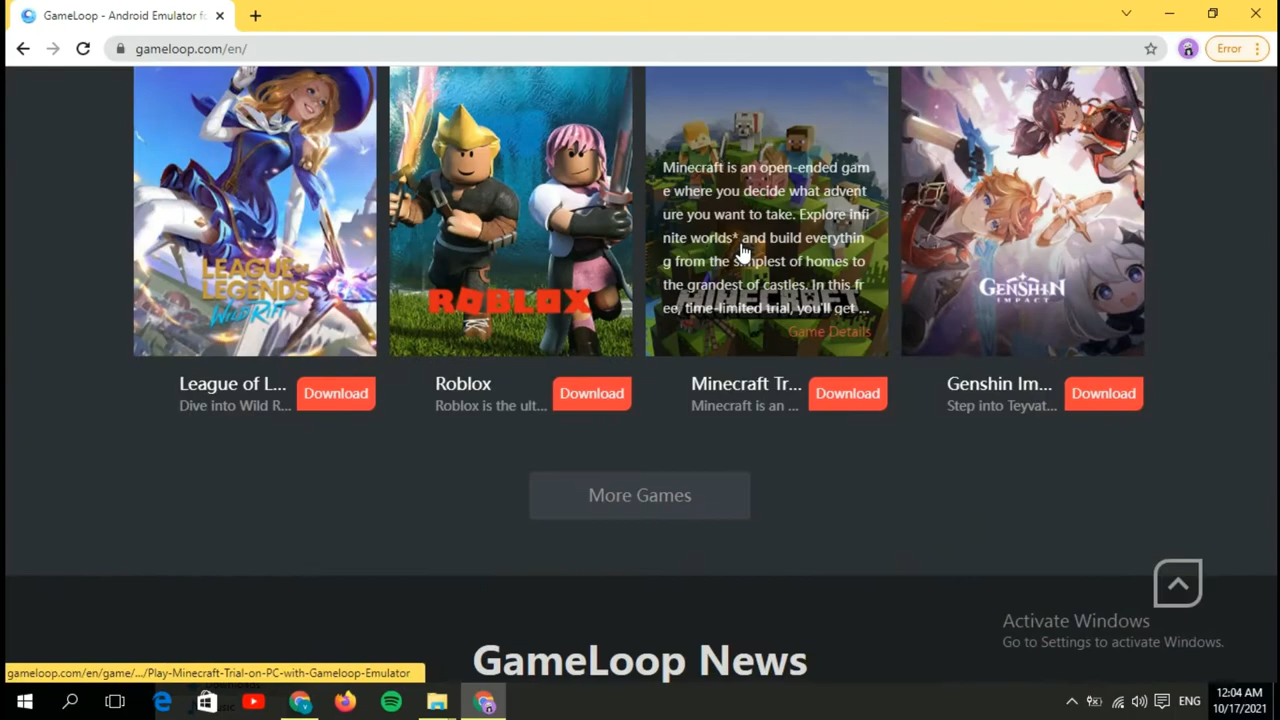 GameLoop - Android Emulator fo
gameloop.com/en/
Error
LEAGUE OF
LEGENDS
WILD RIFT
ROBLOX
Minecraft is an open-ended gam
e where you decide what advent
ure you want to take. Explore infi
nite worlds* and build everythin
g from the simplest of homes to
the grandest of castles. In this fr
ee, time-limited trial, you'll get ...
MINECRAFT
Game Details
GENSHIN
IMPACT
League of L...
Dive into Wild R...
Download
Roblox
Roblox is the ult...
Download
Minecraft Tr...
Minecraft is an ...
Download
Genshin Im...
Step into Teyvat...
Download
More Games
Activate Windows
Go to Settings to activate Windows.
GameLoop News
gameloop.com/en/game/.../Play-Minecraft-Trial-on-PC-with-Gameloop-Emulator
ENG
12:04 AM
10/17/2021